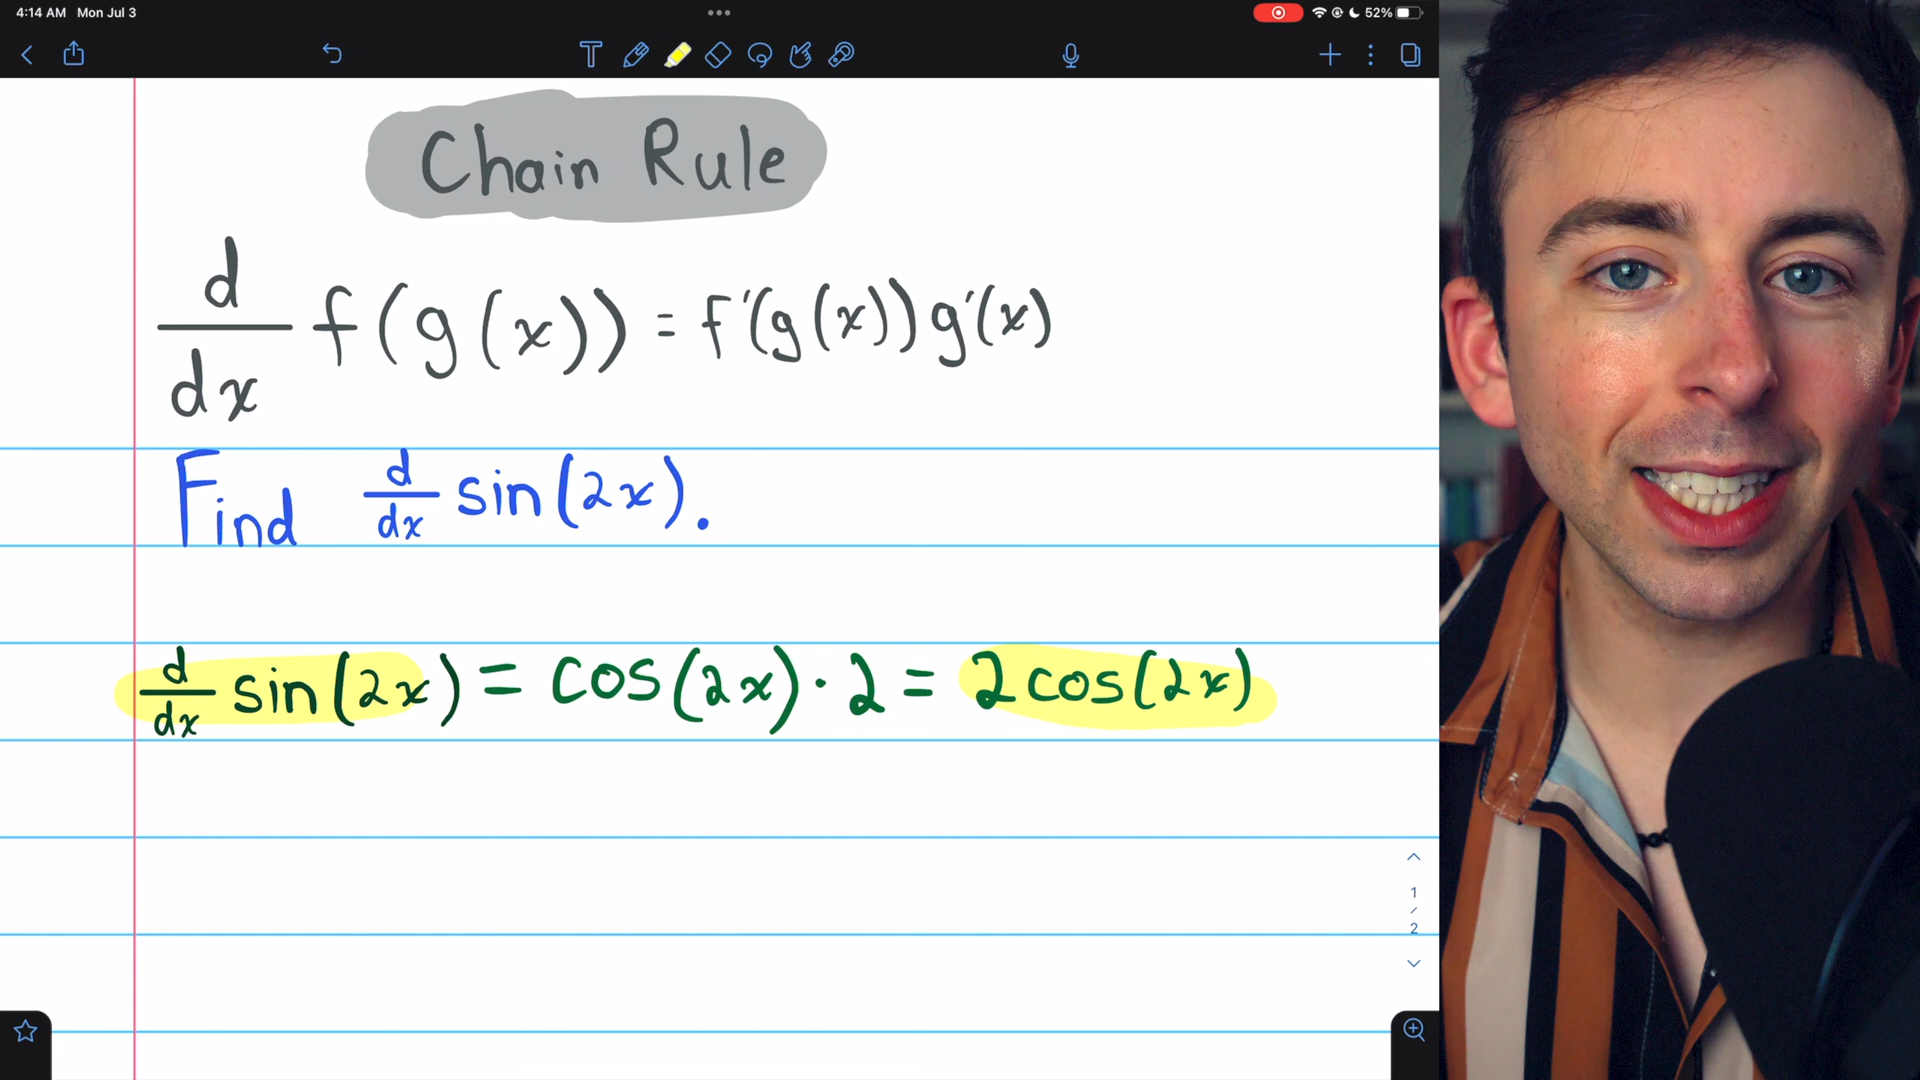 4:14 AM Mon Jul 3 52%
Chain Rule
d/dx f(g(x)) = f'(g(x))g'(x)
Find d/dx sin(2x).
d/dx sin(2x) = cos(2x)·2 = 2cos(2x)
1
/
2